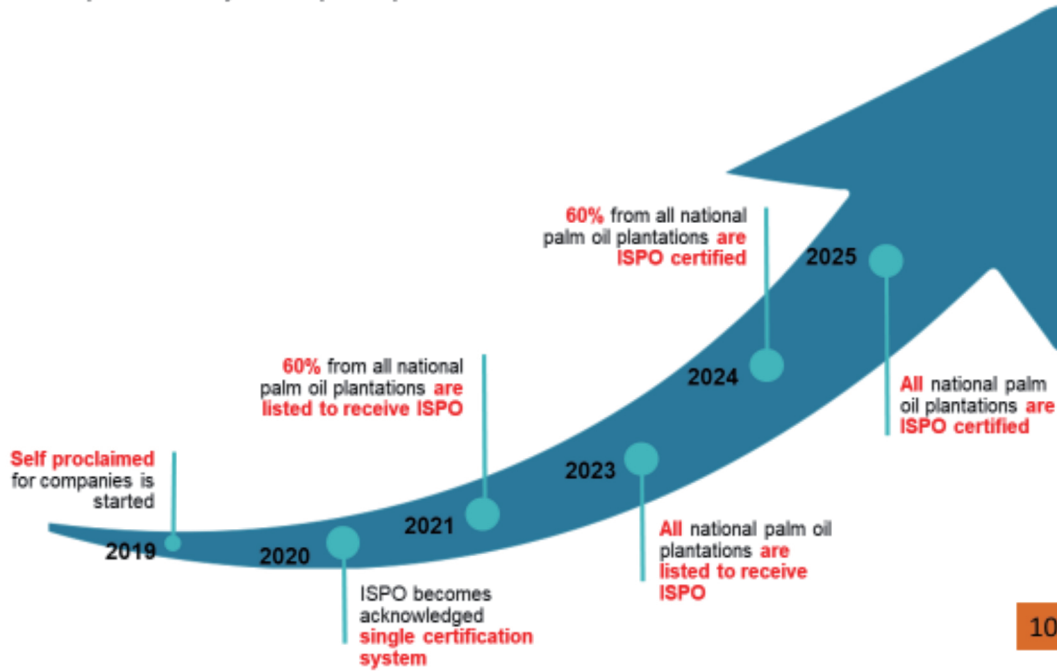 Self proclaimed
for companies is
started
2019
2020
ISPO becomes
acknowledged
single certification
system
60% from all national
palm oil plantations are
listed to receive ISPO
2021
2023
All national palm oil
plantations are
listed to receive
ISPO
60% from all national
palm oil plantations are
ISPO certified
2024
2025
All national palm
oil plantations are
ISPO certified
10